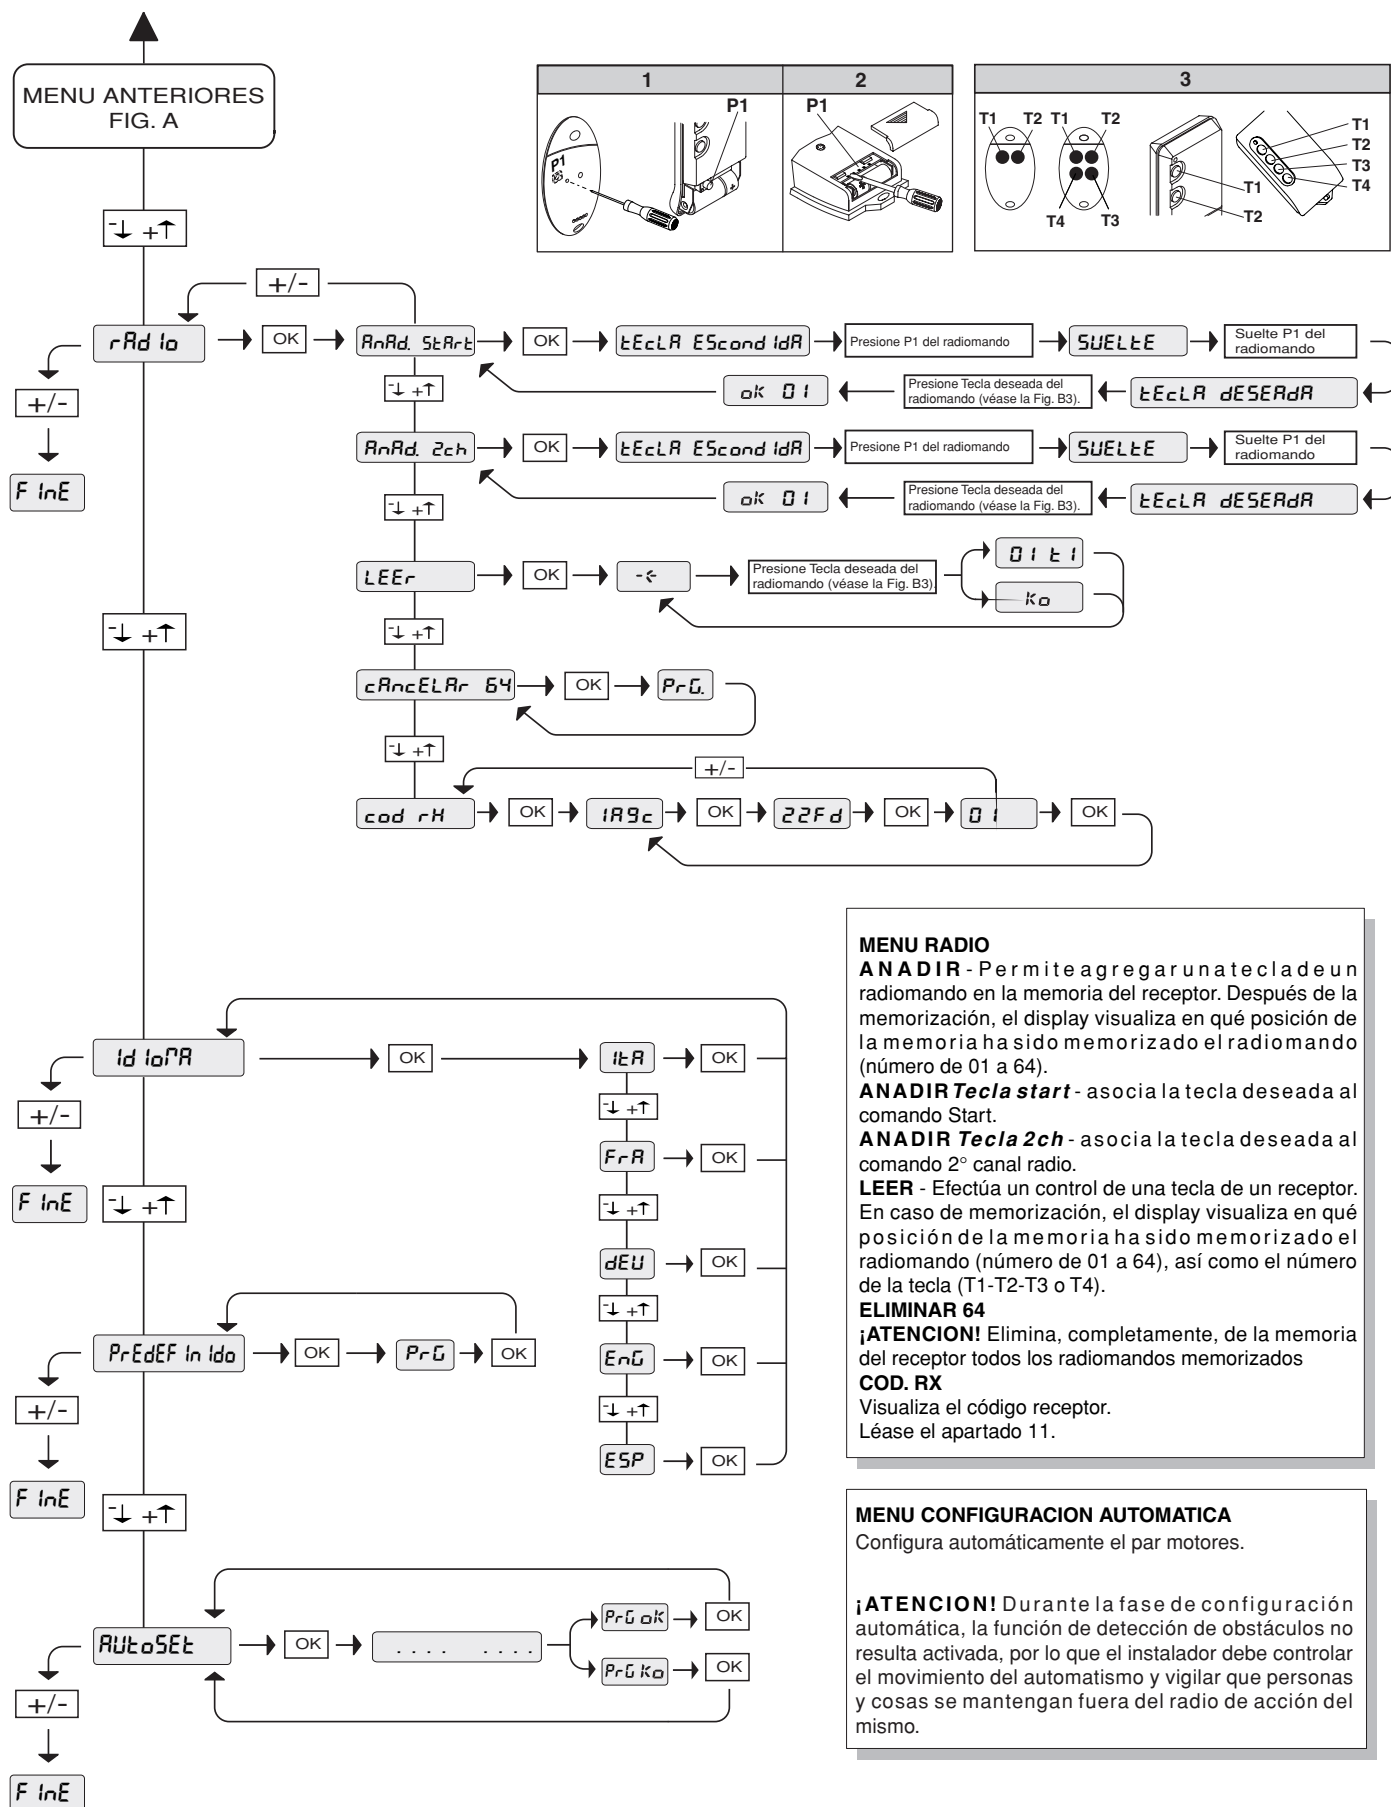 MENU ANTERIORES
FIG. A
1
2
3
P1
P1
P1
T1
T2
T1
T2
T4
T3
T1
T2
T1
T2
T3
T4
-↓ +↑
+/-
rAdIo
OK
AnAd. StArt
OK
tEcLA EScondIdA
Presione P1 del radiomando
SUELtE
Suelte P1 del
radiomando
+/-
-↓ +↑
oK 01
Presione Tecla deseada del
radiomando (véase la Fig. B3).
tEcLA dESEAdA
FInE
AnAd. 2ch
OK
tEcLA EScondIdA
Presione P1 del radiomando
SUELtE
Suelte P1 del
radiomando
-↓ +↑
oK 01
Presione Tecla deseada del
radiomando (véase la Fig. B3).
tEcLA dESEAdA
LEEr
OK
Presione Tecla deseada del
radiomando (véase la Fig. B3).
01 t1
Ko
-↓ +↑
-↓ +↑
cAncELAr 64
OK
PrG.
-↓ +↑
+/-
cod rH
OK
1A9c
OK
22Fd
OK
01
OK
MENU RADIO
ANADIR - Permite agregar una tecla de un
radiomando en la memoria del receptor. Después de la
memorización, el display visualiza en qué posición de
la memoria ha sido memorizado el radiomando
(número de 01 a 64).
ANADIR Tecla start - asocia la tecla deseada al
comando Start.
ANADIR Tecla 2ch - asocia la tecla deseada al
comando 2° canal radio.
LEER - Efectúa un control de una tecla de un receptor.
En caso de memorización, el display visualiza en qué
posición de la memoria ha sido memorizado el
radiomando (número de 01 a 64), así como el número
de la tecla (T1-T2-T3 o T4).
ELIMINAR 64
¡ATENCION! Elimina, completamente, de la memoria
del receptor todos los radiomandos memorizados
COD. RX
Visualiza el código receptor.
Léase el apartado 11.
IdIoMA
OK
ItA
OK
+/-
-↓ +↑
FrA
OK
FInE
-↓ +↑
-↓ +↑
dEU
OK
-↓ +↑
PrEdEFInIdo
OK
PrG
OK
EnG
OK
+/-
-↓ +↑
ESP
OK
FInE
-↓ +↑
MENU CONFIGURACION AUTOMATICA
Configura automáticamente el par motores.
¡ATENCION! Durante la fase de configuración
automática, la función de detección de obstáculos no
resulta activada, por lo que el instalador debe controlar
el movimiento del automatismo y vigilar que personas
y cosas se mantengan fuera del radio de acción del
mismo.
AUtoSEt
OK
.... ....
PrG oK
OK
PrG Ko
OK
+/-
FInE